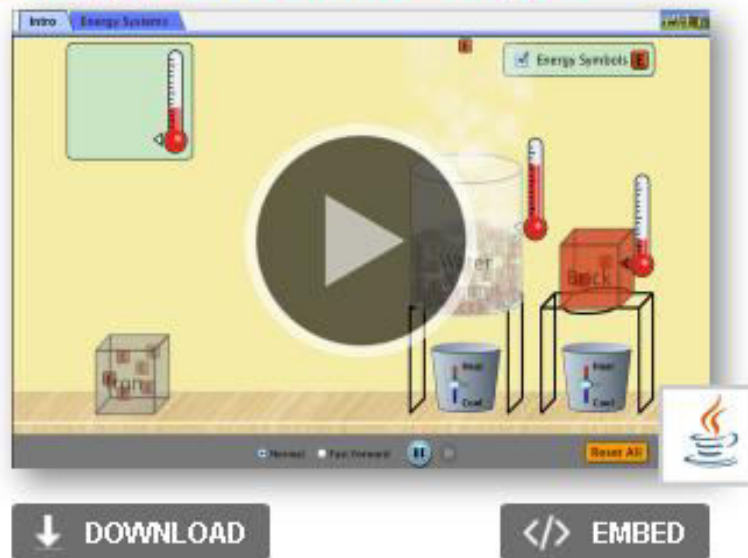 Intro
Energy Systems
E
Energy Symbols E
Water
Brick
Iron
Heat
Cool
Heat
Cool
Normal
Fast Forward
Reset All
DOWNLOAD
</> EMBED